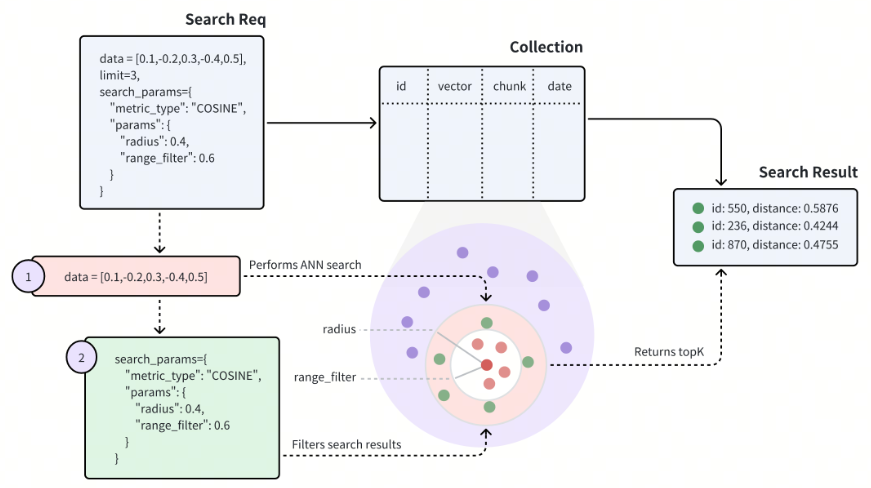 Search Req
data = [0.1,-0.2,0.3,-0.4,0.5],
limit=3,
search_params={
"metric_type": "COSINE",
"params": {
"radius": 0.4,
"range_filter": 0.6
}
}
Collection
id vector chunk date
Search Result
id: 550, distance: 0.5876
id: 236, distance: 0.4244
id: 870, distance: 0.4755
1
data = [0.1,-0.2,0.3,-0.4,0.5]
Performs ANN search
radius
range_filter
Returns topK
2
search_params={
"metric_type": "COSINE",
"params": {
"radius": 0.4,
"range_filter": 0.6
}
}
Filters search results